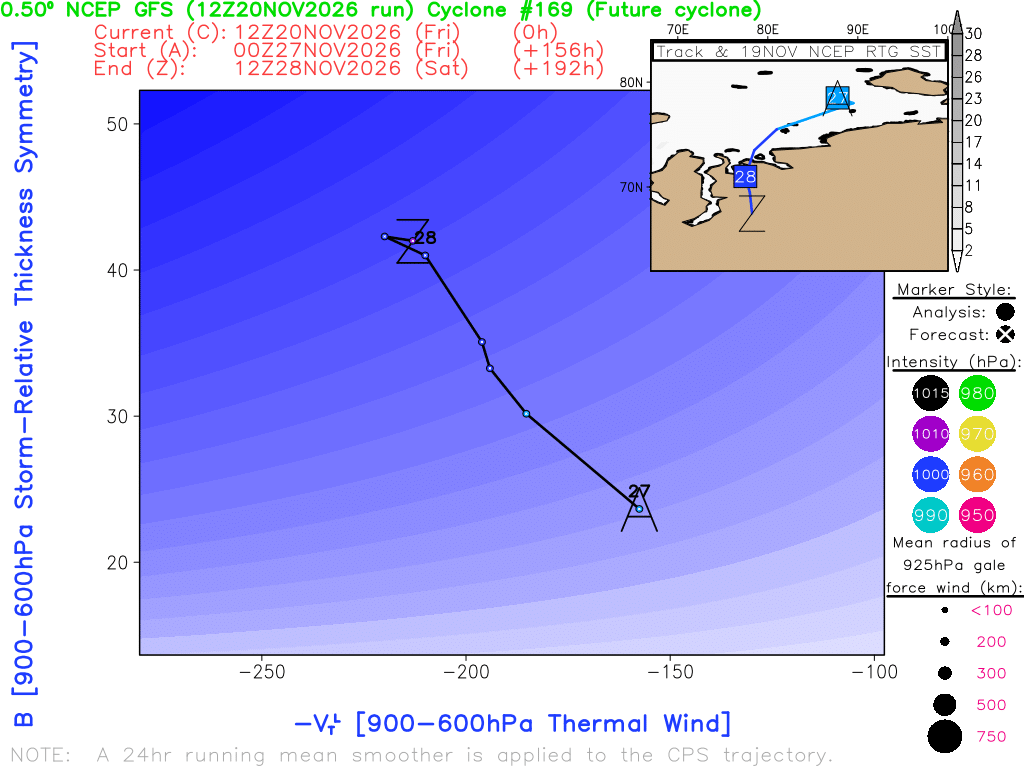 0.50° NCEP GFS (12Z20NOV2026 run) Cyclone #169 (Future cyclone)
Current (C): 12Z20NOV2026 (Fri) (0h)
Start (A): 00Z27NOV2026 (Fri) (+156h)
End (Z): 12Z28NOV2026 (Sat) (+192h)
B [900-600hPa Storm-Relative Thickness Symmetry]
50
40
30
20
-250 -200 -150 -100
-V_T^L [900-600hPa Thermal Wind]
Z 28
27
A
70E 80E 90E 100
Track & 19NOV NCEP RTG SST
80N
70N
27
A
28
Z
30
28
26
23
20
17
14
11
8
5
2
Marker Style:
Analysis:
Forecast:
Intensity (hPa):
1015 980
1010 970
1000 960
990 950
Mean radius of
925hPa gale
force wind (km):
<100
200
300
500
750
NOTE: A 24hr running mean smoother is applied to the CPS trajectory.